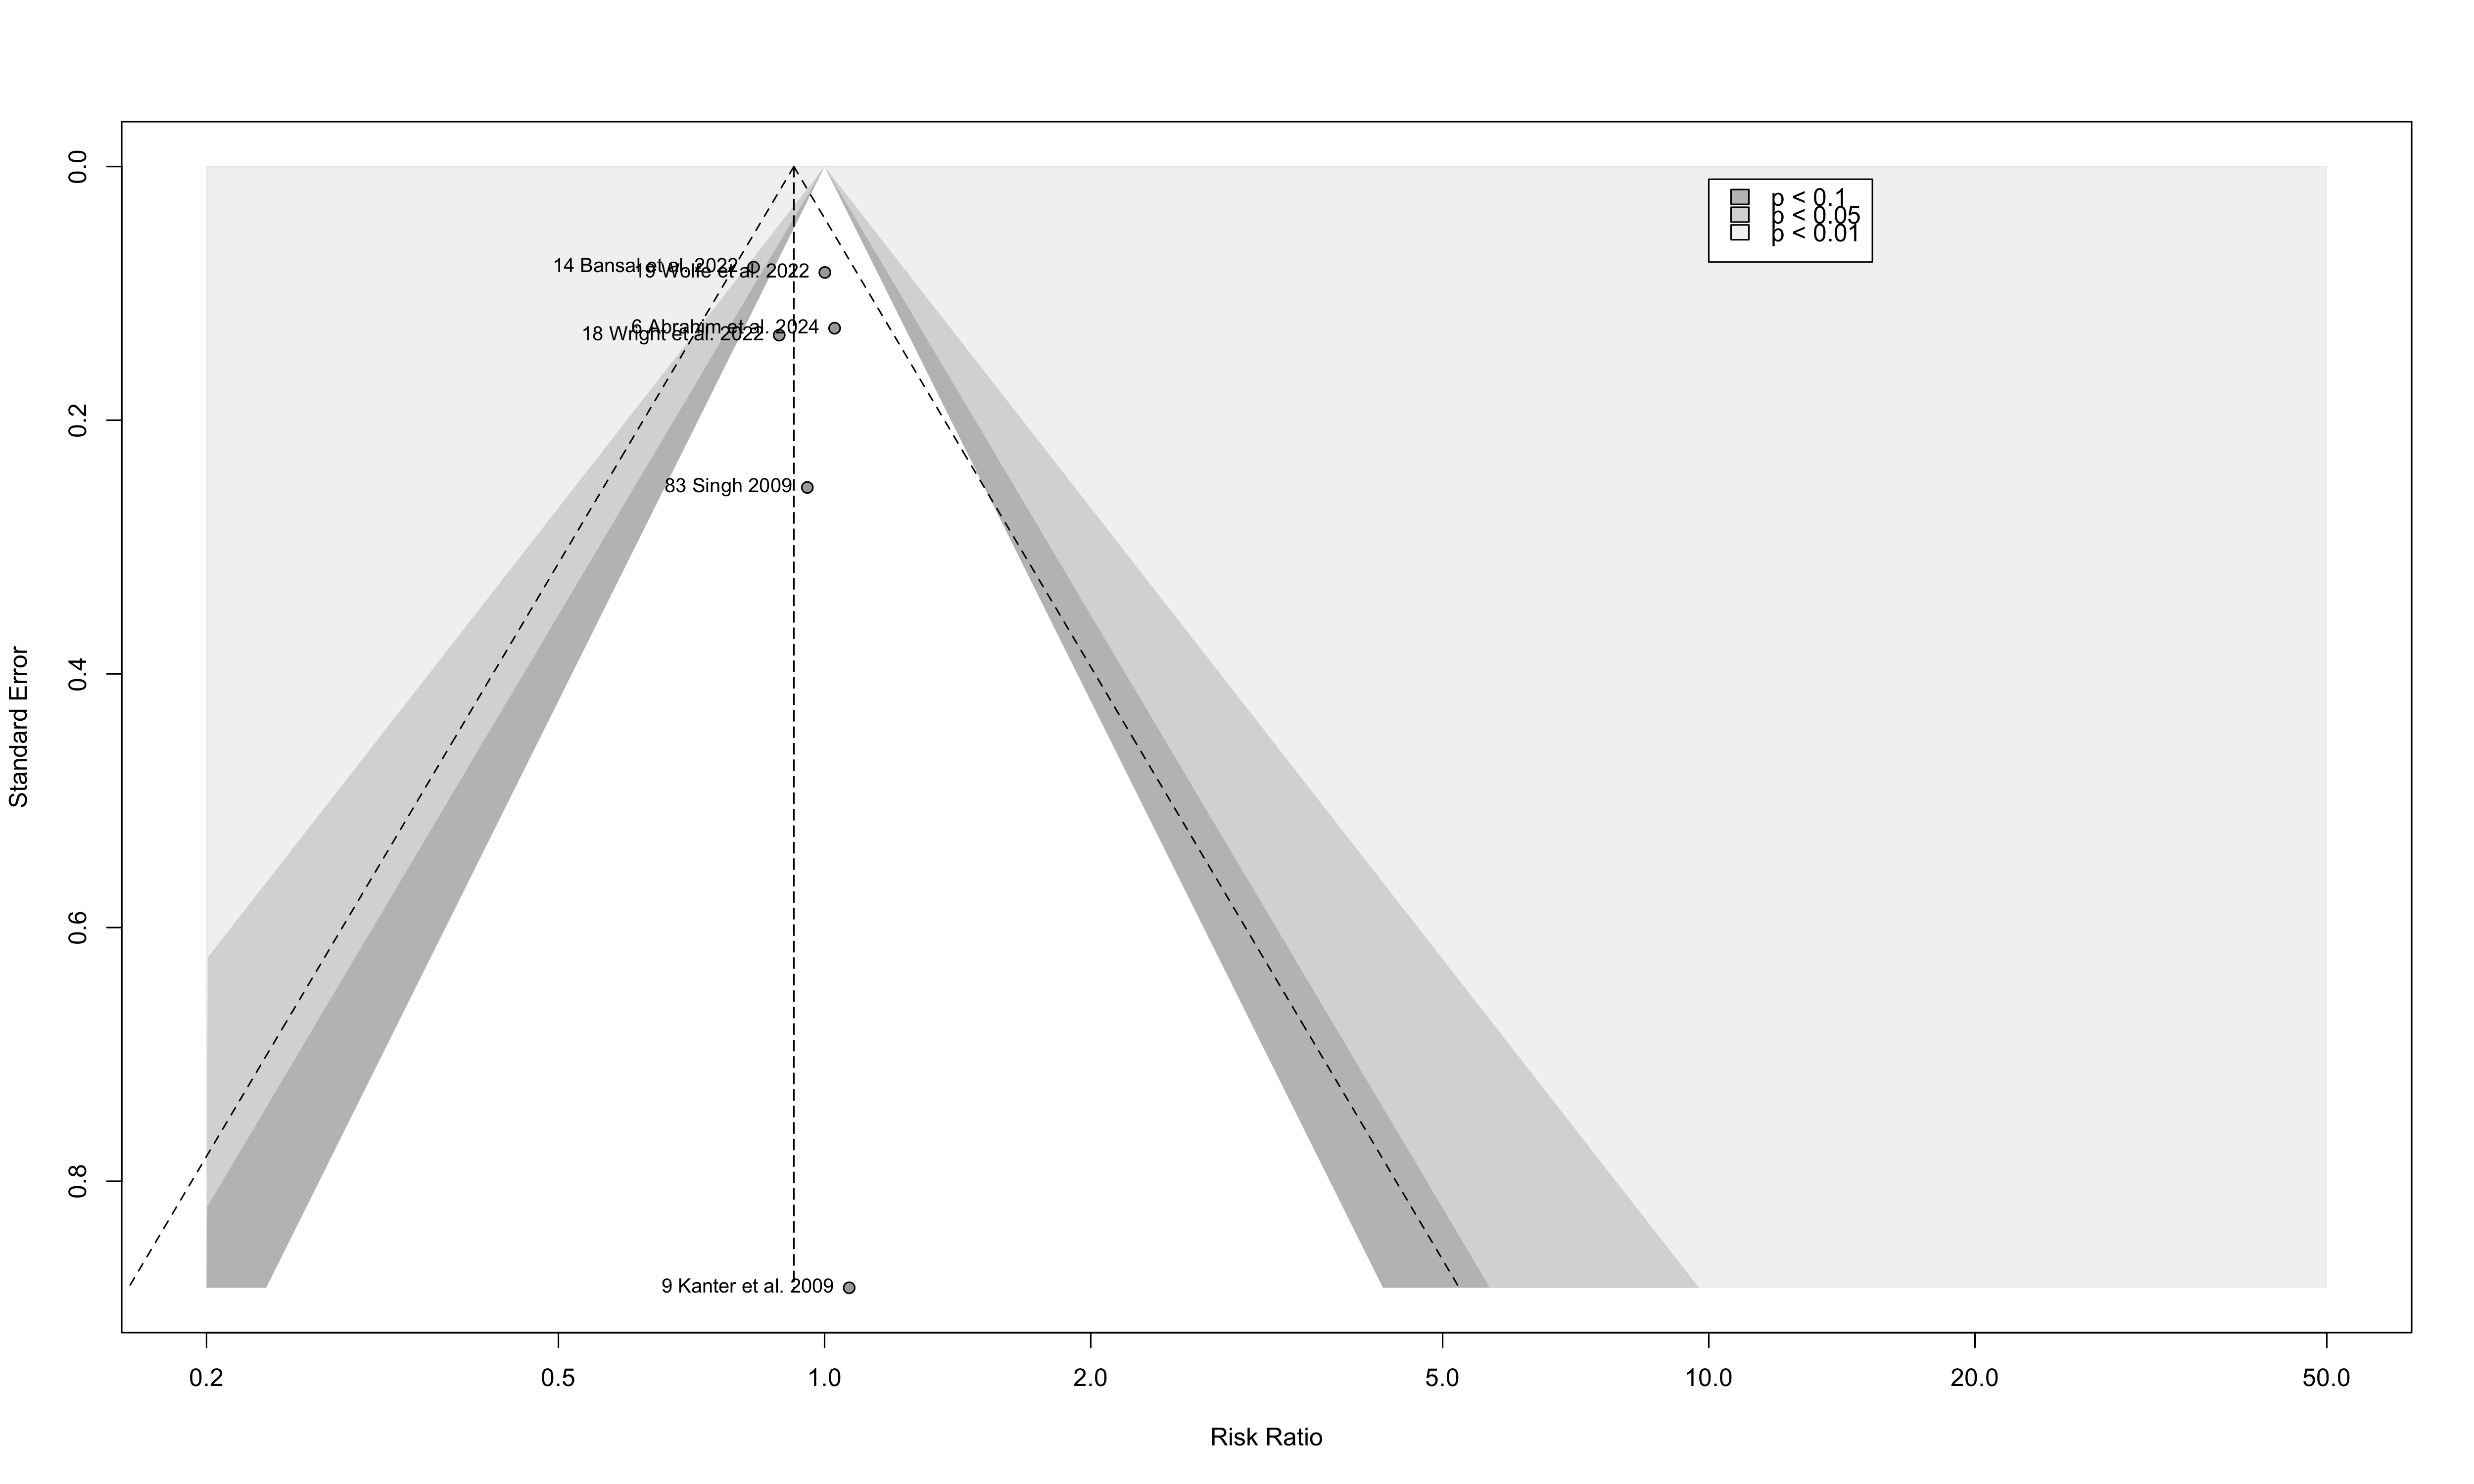 p < 0.1
p < 0.05
p < 0.01
14 Bansal et al. 2022
19 Wolfe et al. 2022
6 Abrahim et al. 2024
18 Wright et al. 2022
83 Singh 2009
9 Kanter et al. 2009
Standard Error
0.0
0.2
0.4
0.6
0.8
0.2
0.5
1.0
2.0
5.0
10.0
20.0
50.0
Risk Ratio